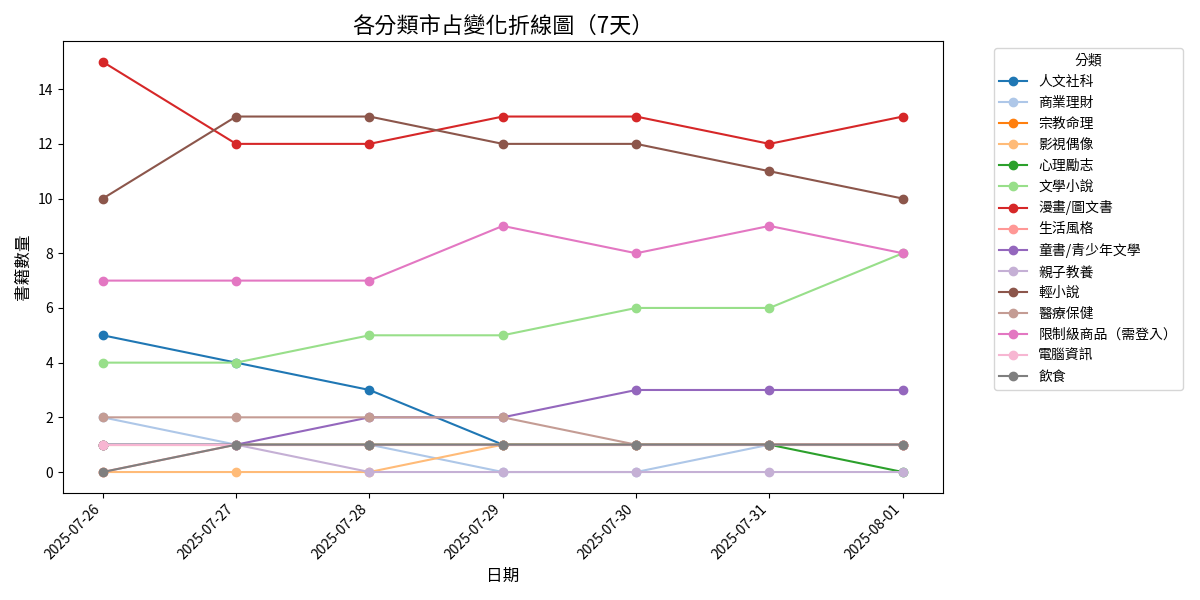 各分類市占變化折線圖（7天）
書籍數量
14
12
10
8
6
4
2
0
2025-07-26
2025-07-27
2025-07-28
2025-07-29
2025-07-30
2025-07-31
2025-08-01
日期
分類
人文社科
商業理財
宗教命理
影視偶像
心理勵志
文學小說
漫畫/圖文書
生活風格
童書/青少年文學
親子教養
輕小說
醫療保健
限制級商品（需登入）
電腦資訊
飲食